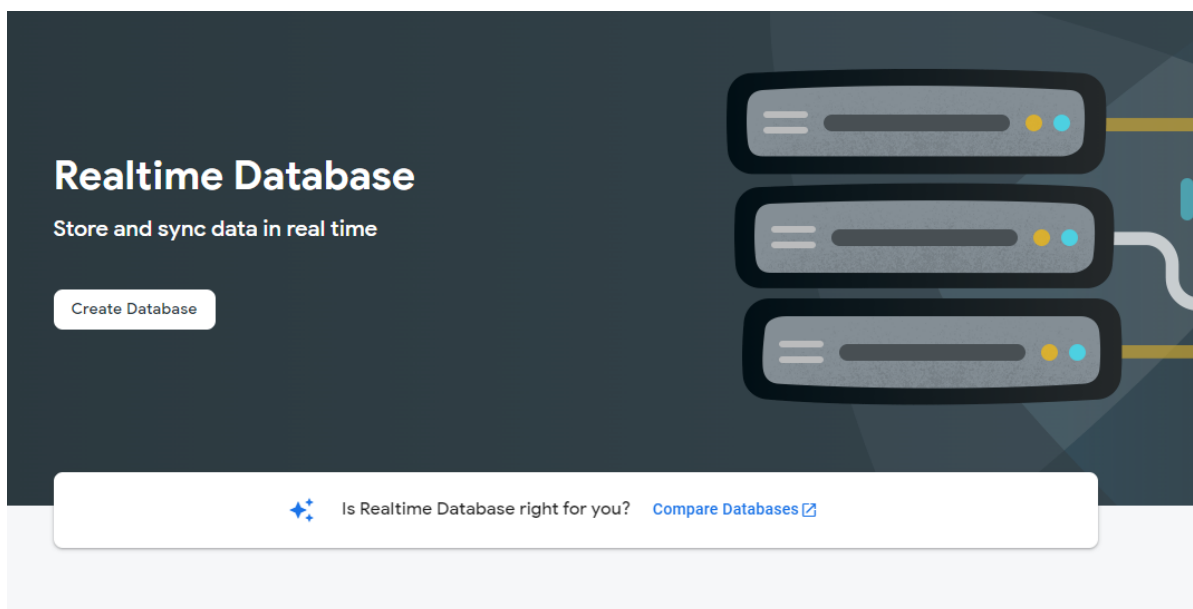 Realtime Database
Store and sync data in real time
Create Database
Is Realtime Database right for you? Compare Databases